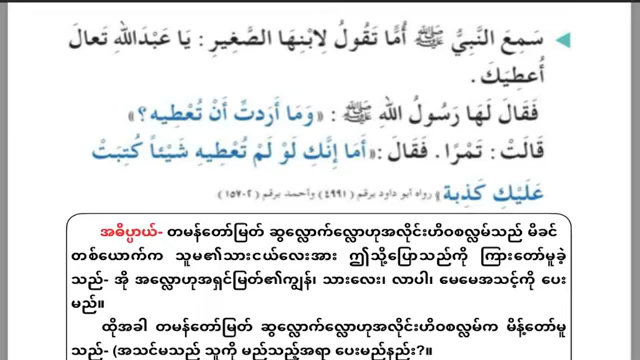 سَمِعَ النَّبِيُّ ﷺ أُمًّا تَقُولُ لِابْنِهَا الصَّغِيرِ : يَا عَبْدَاللهِ تَعالَ
أُعطِيَكَ .
فَقَالَ لَهَا رَسُولُ اللهِ ﷺ : «وَمَا أَرَدتْ أَنْ تُعْطِيه ؟»
قَالَتْ : تَمْرًا . فَقَالَ :«أَمَا إِنَّكِ لَوْ لَمْ تُعْطِيهِ شَيْئاً كُتِبَتْ
عَلَيْكِ كَذِبة» رواه أبو داود برقم (٤٩٩١) وأحمد برقم (١٥٧٠٢)
အဓိပ္ပာယ်- တမန်တော်မြတ် ဆွလ္လောက်လ္လောဟုအလိုင်းဟိဝစလ္လမ်သည် မိခင်
တစ်ယောက်က သူမ၏သားငယ်လေးအား ဤသို့ပြောသည်ကို ကြားတော်မူခဲ့
သည်- အို အလ္လောဟုအရှင်မြတ်၏ကျွန်၊ သားလေး၊ လာပါ၊ မေမေအသင့်ကို ပေး
မည်။
ထိုအခါ တမန်တော်မြတ် ဆွလ္လောက်လ္လောဟုအလိုင်းဟိဝစလ္လမ်က မိန့်တော်မူ
သည်- (အသင်မသည် သူ့ကို မည်သည့်အရာ ပေးမည်နည်း?။